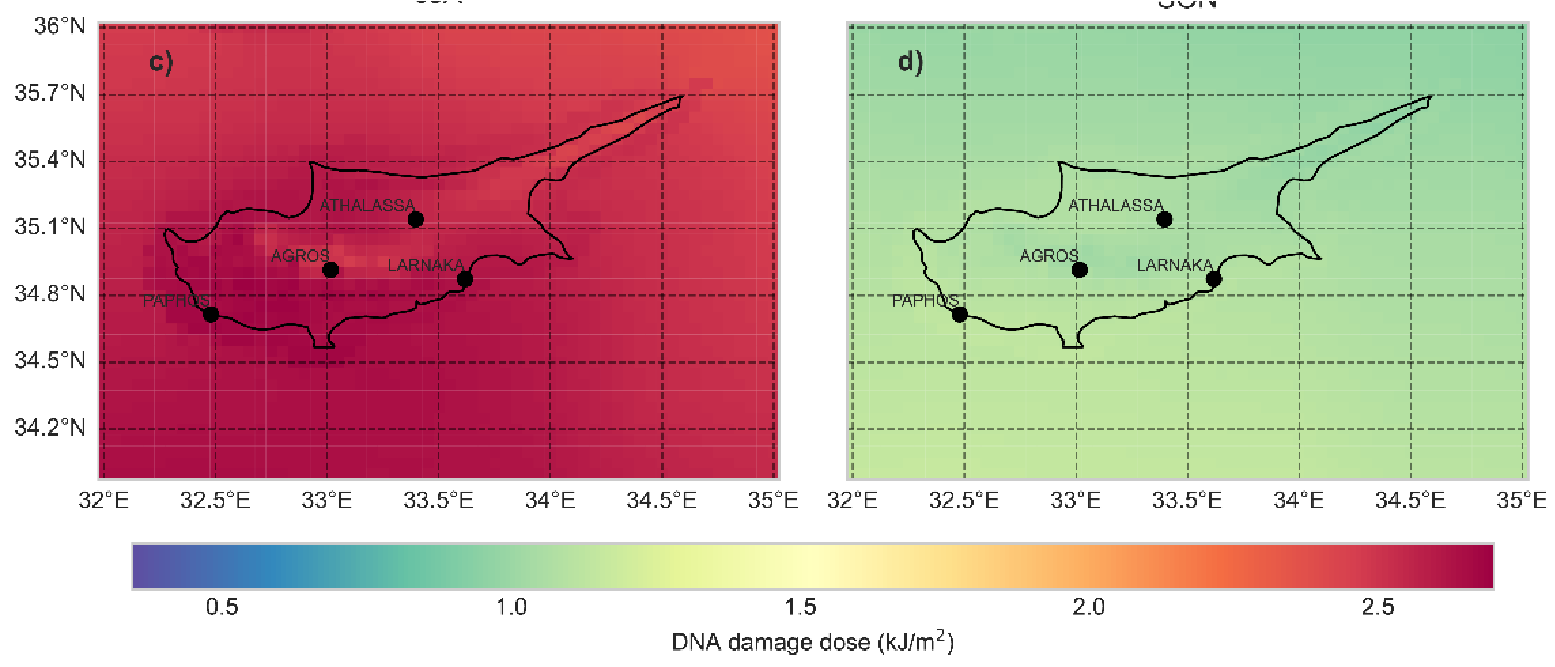 c)
d)
36°N
35.7°N
35.4°N
35.1°N
34.8°N
34.5°N
34.2°N
ATHALASSA
AGROS
LARNAKA
PAPHOS
ATHALASSA
AGROS
LARNAKA
PAPHOS
32°E 32.5°E 33°E 33.5°E 34°E 34.5°E 35°E
32°E 32.5°E 33°E 33.5°E 34°E 34.5°E 35°E
0.5 1.0 1.5 2.0 2.5
DNA damage dose (kJ/m²)